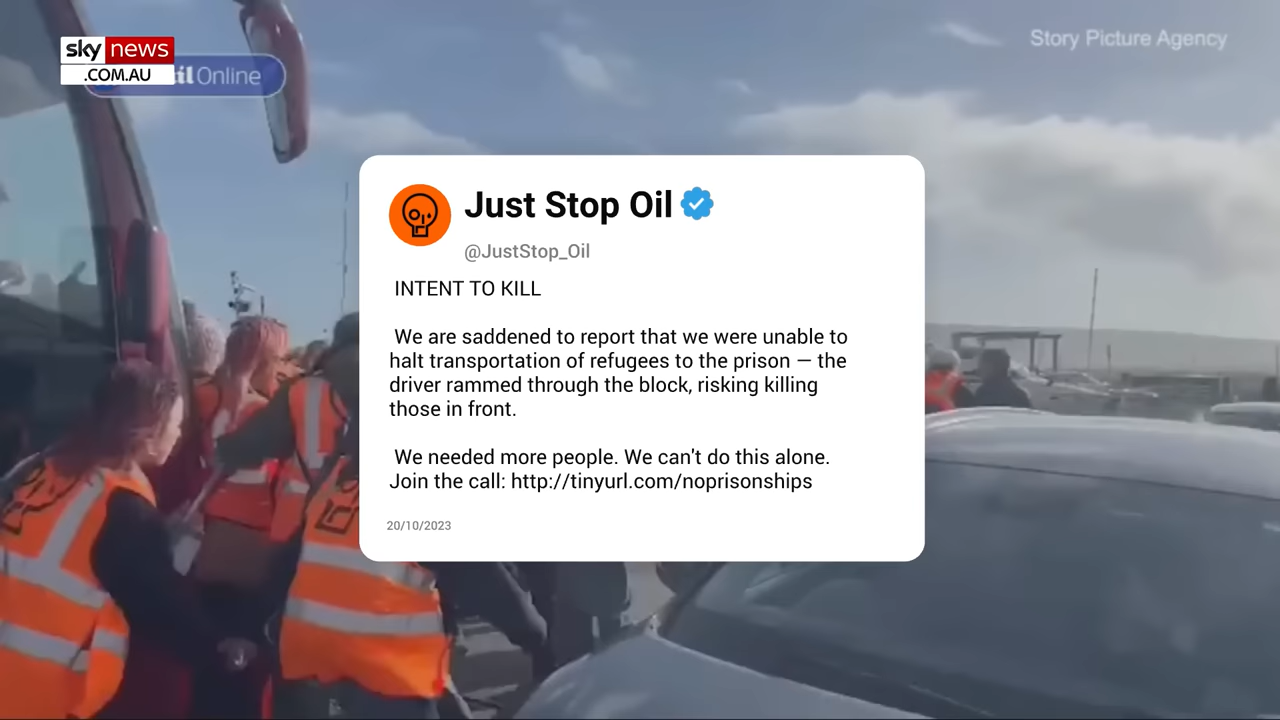 sky news
.COM.AU
il Online
Story Picture Agency
Just Stop Oil
@JustStop_Oil
INTENT TO KILL
We are saddened to report that we were unable to
halt transportation of refugees to the prison — the
driver rammed through the block, risking killing
those in front.
We needed more people. We can't do this alone.
Join the call: http://tinyurl.com/noprisonships
20/10/2023